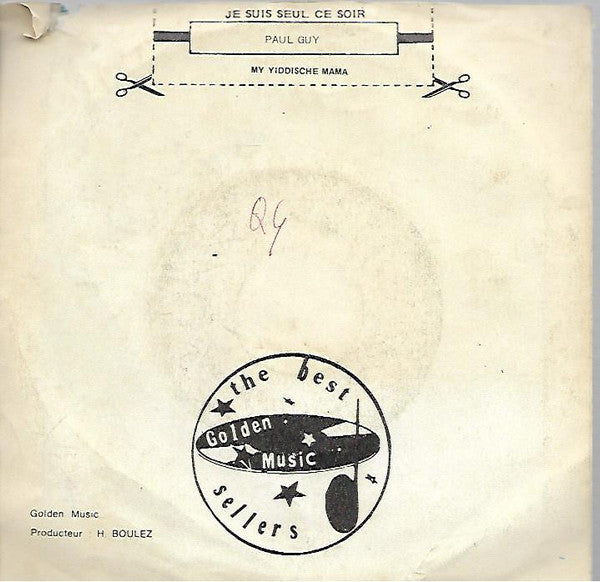 JE SUIS SEUL CE SOIR
PAUL GUY
MY YIDDISCHE MAMA
the best
Golden
Music
sellers
Golden Music
Producteur : H. BOULEZ